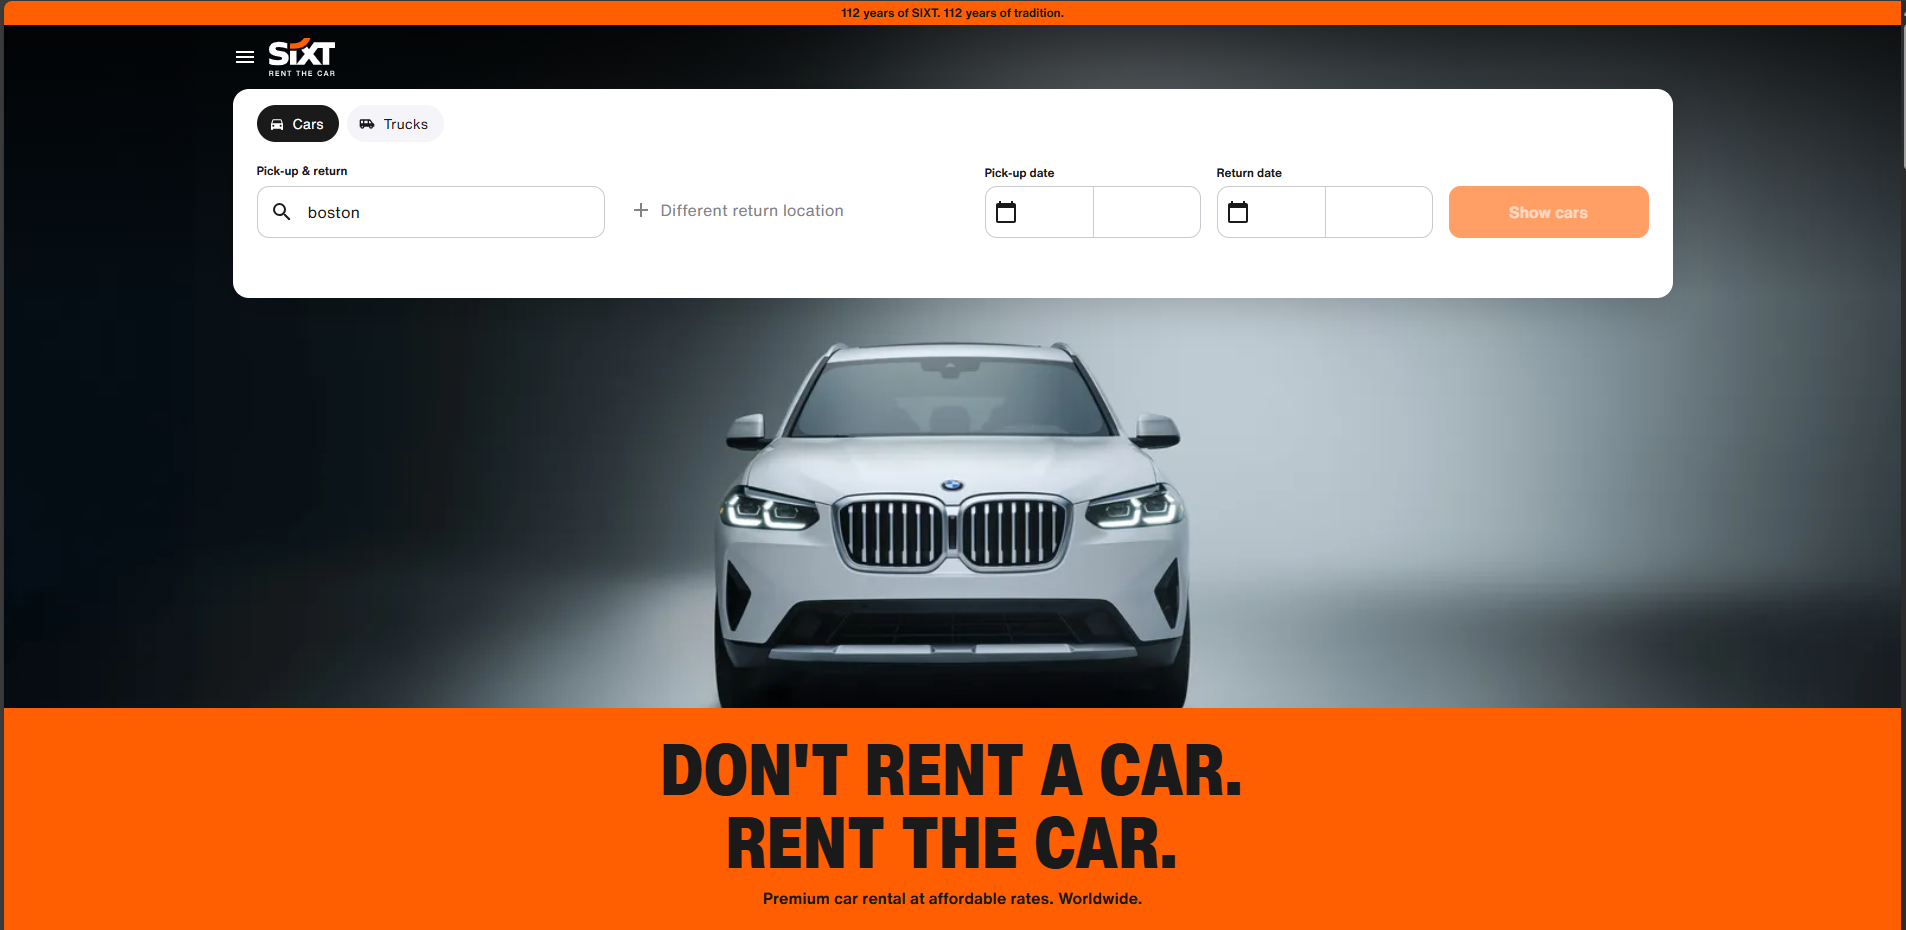 112 years of SIXT. 112 years of tradition.
SIXT
RENT THE CAR
Cars
Trucks
Pick-up & return
boston
Different return location
Pick-up date
Return date
Show cars
DON'T RENT A CAR.
RENT THE CAR.
Premium car rental at affordable rates. Worldwide.